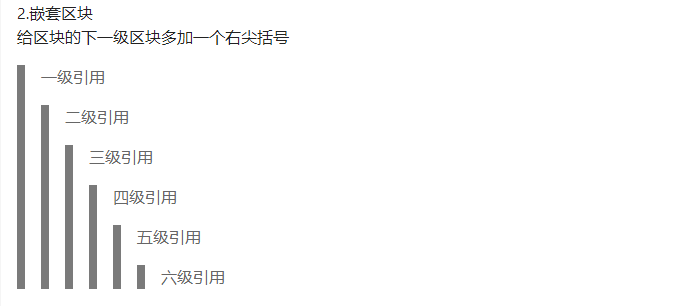 2.嵌套区块
给区块的下一级区块多加一个右尖括号
一级引用
二级引用
三级引用
四级引用
五级引用
六级引用